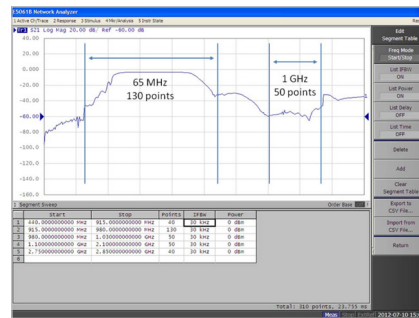 E5061B Network Analyzer
1 Active Ch/Trace 2 Response 3 Stimulus 4 Mkr/Analysis 5 Instr State
Tr1 S21 Log Mag 20.00 dB/ Ref -60.00 dB
40.00
20.00
0.000
-20.00
-40.00
-60.00
-80.00
-100.0
-120.0
-140.0
65 MHz
130 points
1 GHz
50 points
1 Segment Sweep
Order Base
Start Stop Points IFBW Power
1 440.0000000000 MHz 915.0000000000 MHz 40 30 kHz 0 dBm
2 915.0000000000 MHz 980.0000000000 MHz 130 30 kHz 0 dBm
3 980.0000000000 MHz 1.030000000000 GHz 50 30 kHz 0 dBm
4 1.100000000000 GHz 2.100000000000 GHz 50 30 kHz 0 dBm
5 2.750000000000 GHz 2.850000000000 GHz 40 30 kHz 0 dBm
6
Total: 310 points, 23.755 ms
Edit
Segment Table
Freq Mode
Start/Stop
List IFBW
ON
List Power
ON
List Delay
OFF
List Time
OFF
Delete
Add
Clear
Segment Table
Export to
CSV File...
Import from
CSV File...
Return
Meas
2012-07-10 15:0